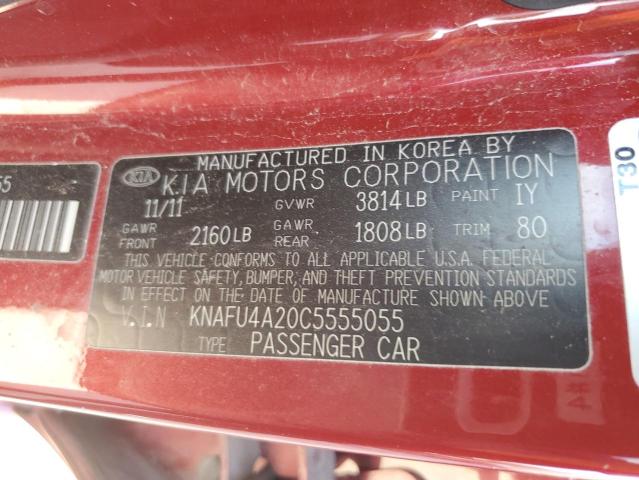 MANUFACTURED IN KOREA BY
KIA KIA MOTORS CORPORATION
11/11 GVWR 3814LB PAINT IY
GAWR FRONT 2160LB GAWR REAR 1808LB TRIM 80
THIS VEHICLE CONFORMS TO ALL APPLICABLE U.S.A. FEDERAL
MOTOR VEHICLE SAFETY, BUMPER, AND THEFT PREVENTION STANDARDS
IN EFFECT ON THE DATE OF MANUFACTURE SHOWN ABOVE
V.I.N KNAFU4A20C5555055
TYPE PASSENGER CAR
55
T30